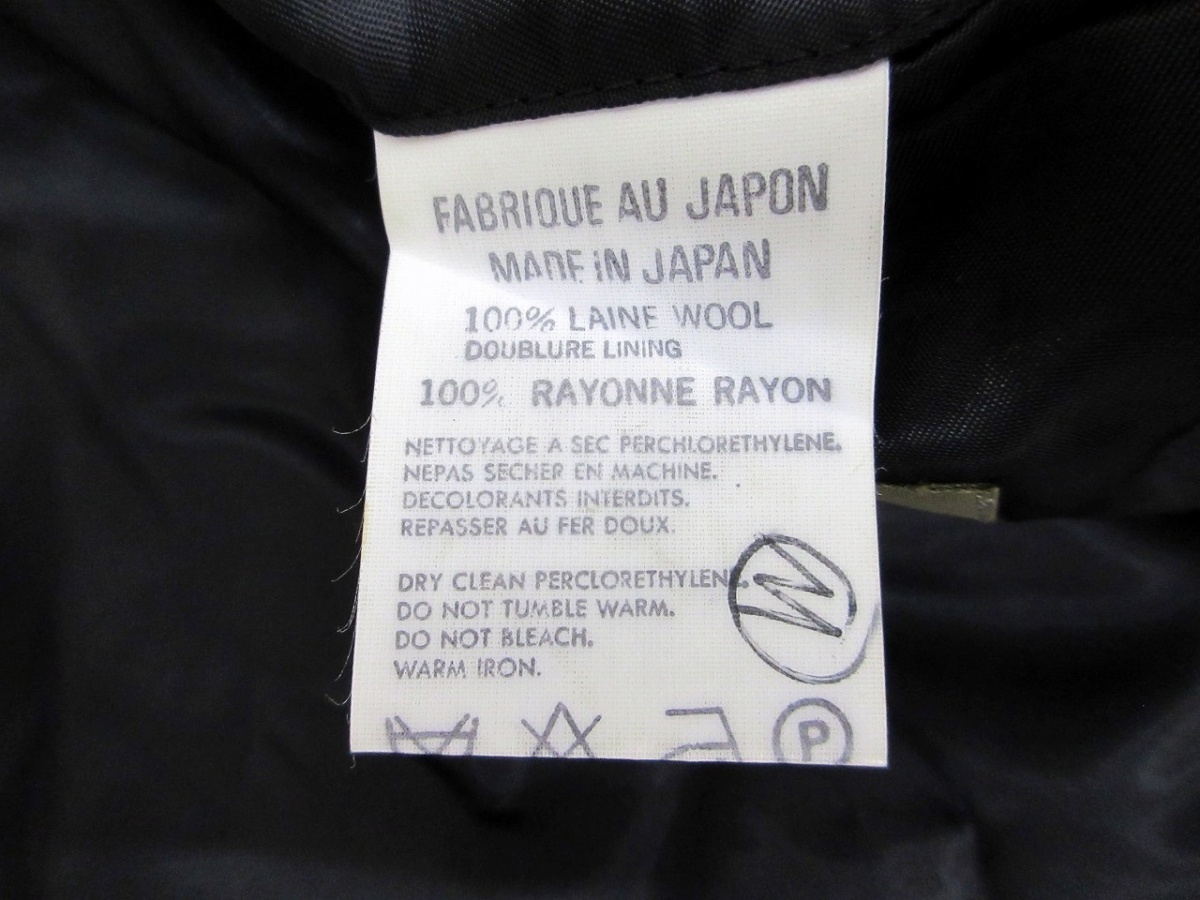 FABRIQUE AU JAPON
MADE IN JAPAN
100% LAINE WOOL
DOUBLURE LINING
100% RAYONNE RAYON
NETTOYAGE A SEC PERCHLORETHYLENE.
NEPAS SECHER EN MACHINE.
DECOLORANTS INTERDITS.
REPASSER AU FER DOUX.
DRY CLEAN PERCLORETHYLENE.
DO NOT TUMBLE WARM.
DO NOT BLEACH.
WARM IRON.
M
P